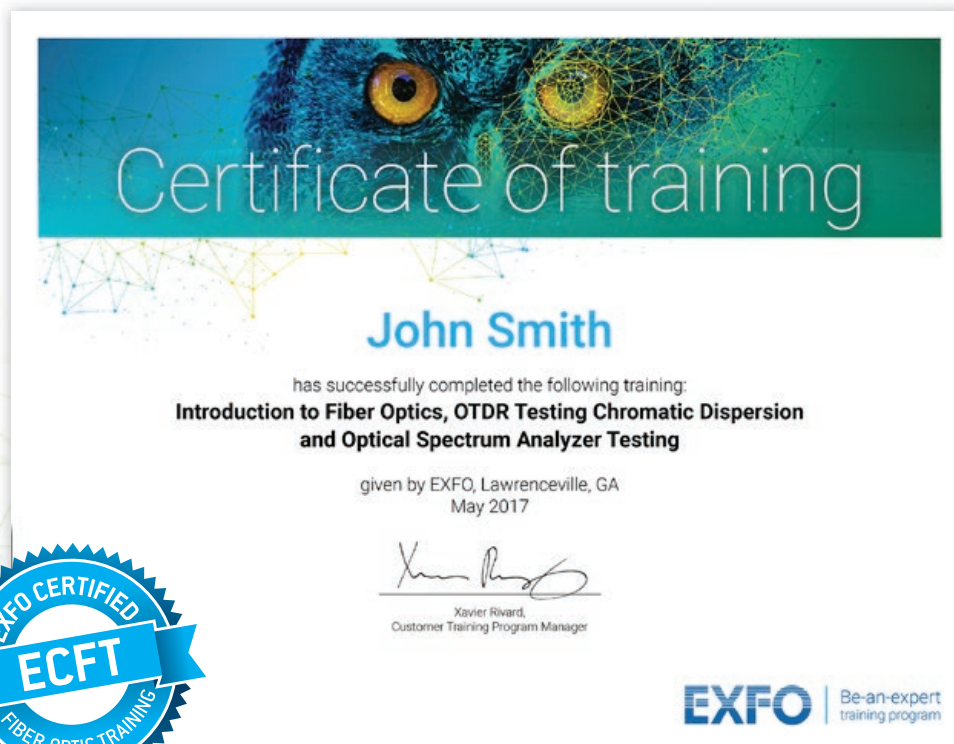 Certificate of training
John Smith
has successfully completed the following training:
Introduction to Fiber Optics, OTDR Testing Chromatic Dispersion
and Optical Spectrum Analyzer Testing
given by EXFO, Lawrenceville, GA
May 2017
Xavier Rivard,
Customer Training Program Manager
EXFO CERTIFIED
ECFT
FIBER OPTIC TRAINING
EXFO
Be-an-expert
training program